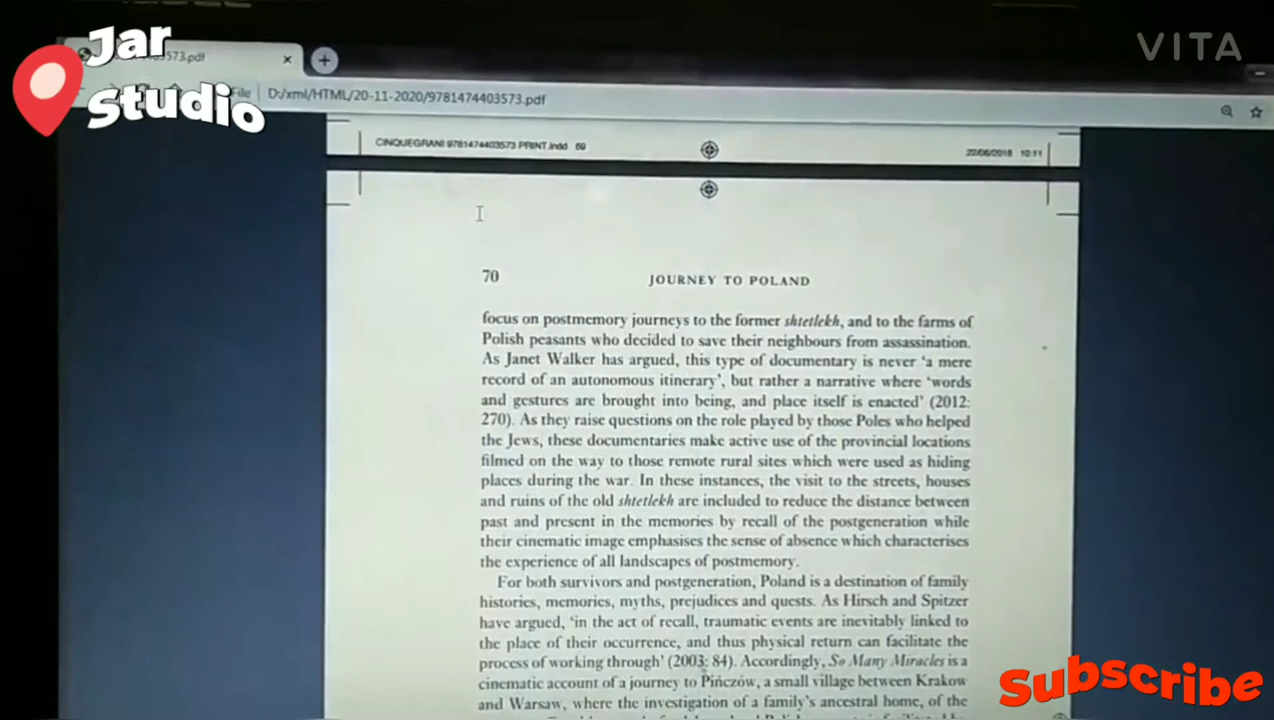 Jar
studio
VITA
573.pdf
File D:/xml/HTML/20-11-2020/9781474403573.pdf
CINQUEGRANI 9781474403573 PRINT.indd 69
22/06/2018 10:11
70
JOURNEY TO POLAND
focus on postmemory journeys to the former shtetlekh, and to the farms of
Polish peasants who decided to save their neighbours from assassination.
As Janet Walker has argued, this type of documentary is never ‘a mere
record of an autonomous itinerary’, but rather a narrative where ‘words
and gestures are brought into being, and place itself is enacted’ (2012:
270). As they raise questions on the role played by those Poles who helped
the Jews, these documentaries make active use of the provincial locations
filmed on the way to those remote rural sites which were used as hiding
places during the war. In these instances, the visit to the streets, houses
and ruins of the old shtetlekh are included to reduce the distance between
past and present in the memories by recall of the postgeneration while
their cinematic image emphasises the sense of absence which characterises
the experience of all landscapes of postmemory.
For both survivors and postgeneration, Poland is a destination of family
histories, memories, myths, prejudices and quests. As Hirsch and Spitzer
have argued, ‘in the act of recall, traumatic events are inevitably linked to
the place of their occurrence, and thus physical return can facilitate the
process of working through’ (2003: 84). Accordingly, So Many Miracles is a
cinematic account of a journey to Pińczów, a small village between Krakow
and Warsaw, where the investigation of a family’s ancestral home, of the
Subscribe